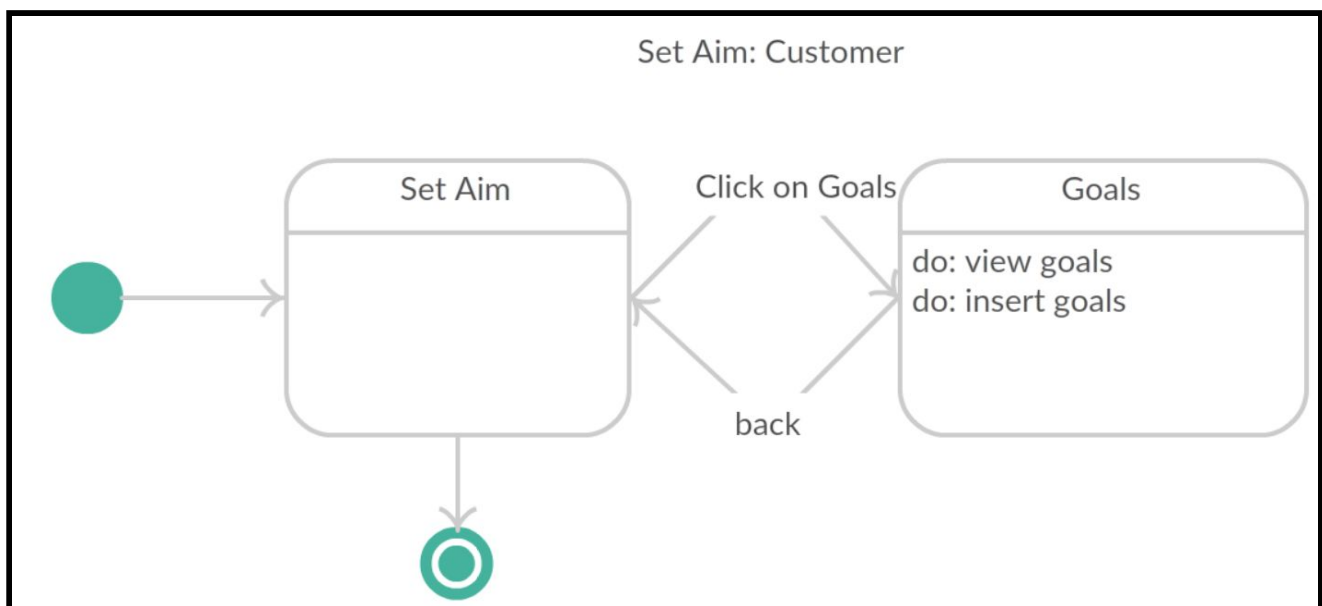 Set Aim: Customer
Set Aim
Click on Goals
Goals
do: view goals
do: insert goals
back